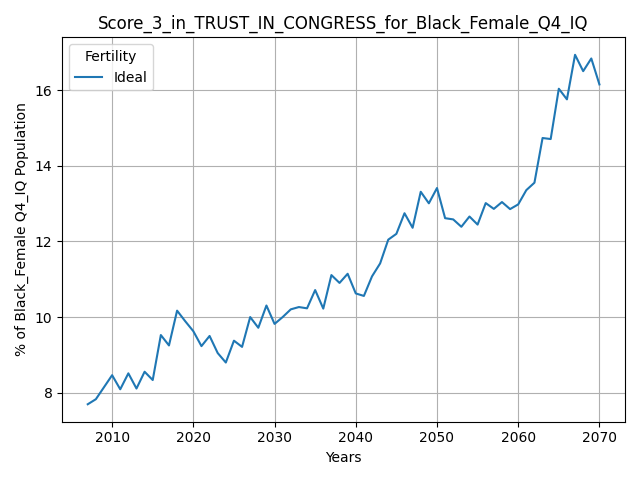 Score_3_in_TRUST_IN_CONGRESS_for_Black_Female_Q4_IQ
Fertility
Ideal
% of Black_Female Q4_IQ Population
16
14
12
10
8
2010 2020 2030 2040 2050 2060 2070
Years